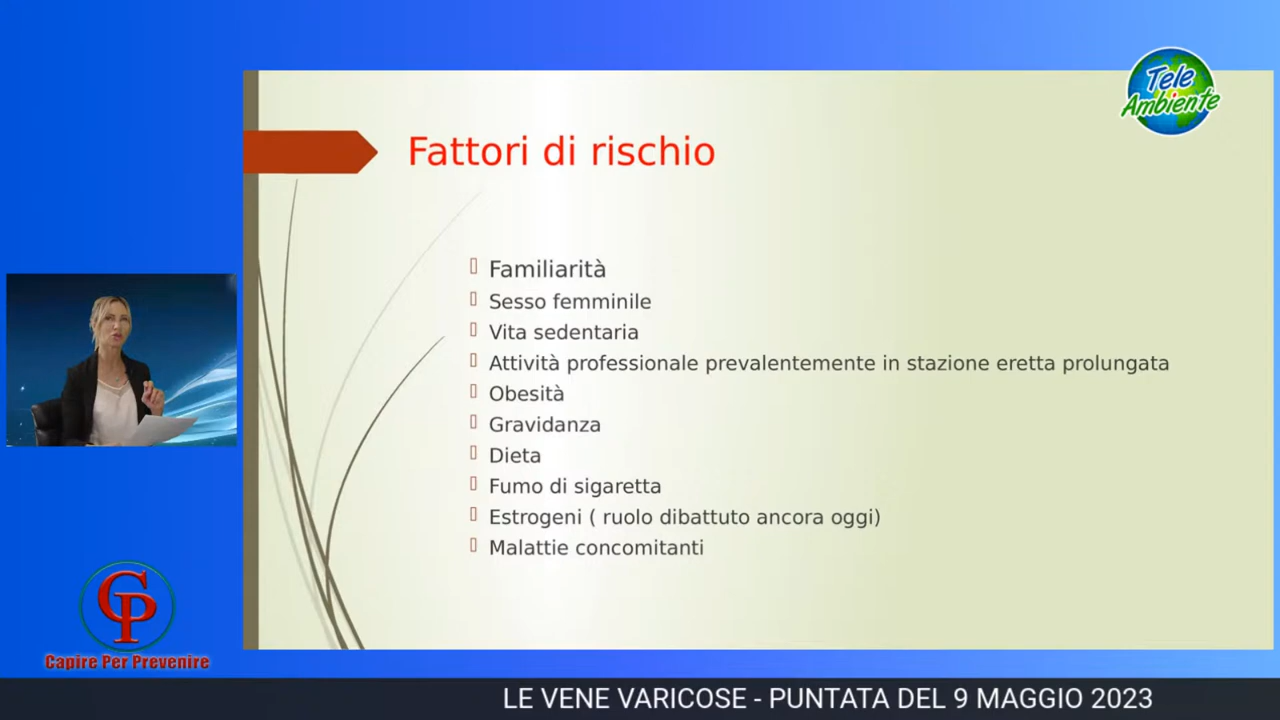 Tele
Ambiente
Fattori di rischio
Familiarità
Sesso femminile
Vita sedentaria
Attività professionale prevalentemente in stazione eretta prolungata
Obesità
Gravidanza
Dieta
Fumo di sigaretta
Estrogeni ( ruolo dibattuto ancora oggi)
Malattie concomitanti
CP
Capire Per Prevenire
LE VENE VARICOSE - PUNTATA DEL 9 MAGGIO 2023